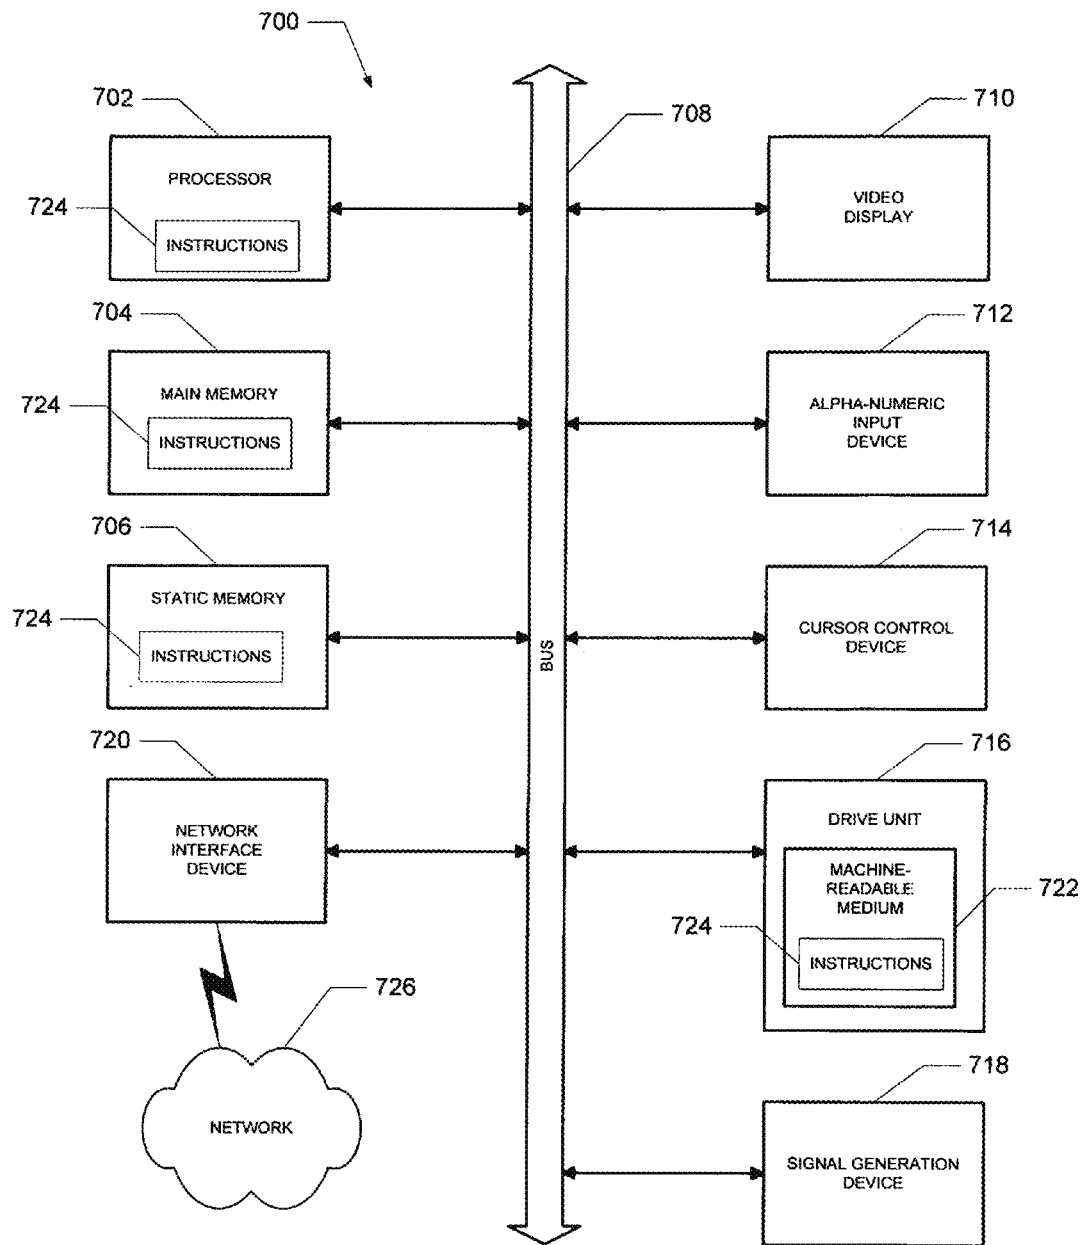 700
702
PROCESSOR
724
INSTRUCTIONS
704
MAIN MEMORY
724
INSTRUCTIONS
706
STATIC MEMORY
724
INSTRUCTIONS
720
NETWORK
INTERFACE
DEVICE
726
NETWORK
708
BUS
710
VIDEO
DISPLAY
712
ALPHA-NUMERIC
INPUT
DEVICE
714
CURSOR CONTROL
DEVICE
716
DRIVE UNIT
MACHINE-
READABLE
MEDIUM
722
724
INSTRUCTIONS
718
SIGNAL GENERATION
DEVICE